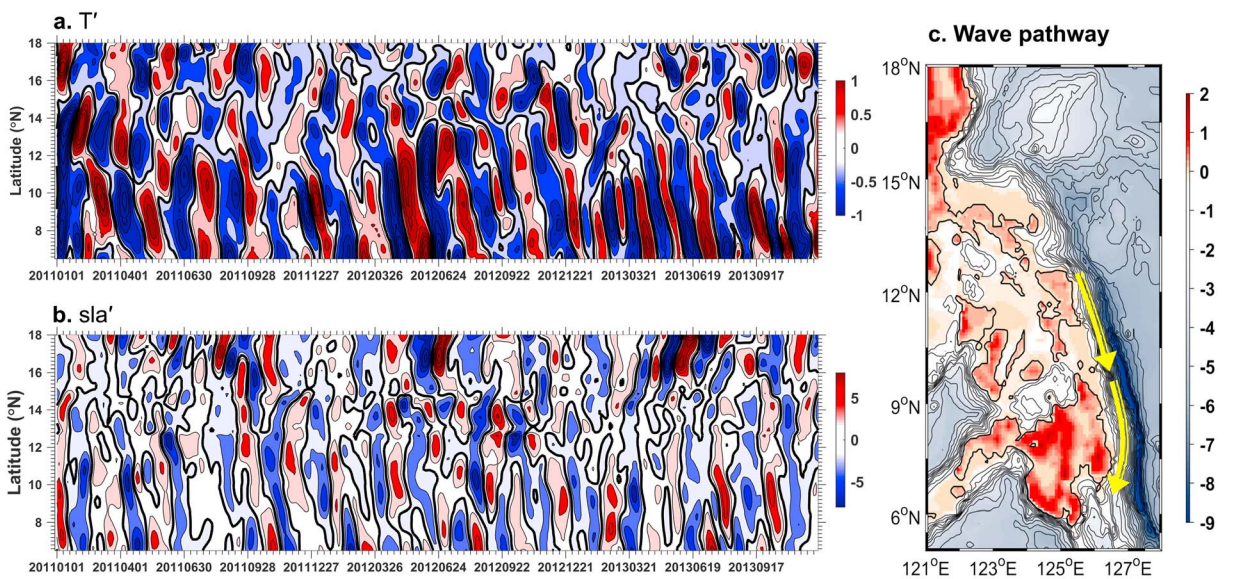 a. T′
18
16
14
12
10
8
Latitude (°N)
20110101 20110401 20110630 20110928 20111227 20120326 20120624 20120922 20121221 20130321 20130619 20130917
1
0.5
0
-0.5
-1
b. sla′
18
16
14
12
10
8
Latitude (°N)
20110101 20110401 20110630 20110928 20111227 20120326 20120624 20120922 20121221 20130321 20130619 20130917
5
0
-5
c. Wave pathway
18°N
15°N
12°N
9°N
6°N
121°E 123°E 125°E 127°E
2
1
0
-1
-2
-3
-4
-5
-6
-7
-8
-9